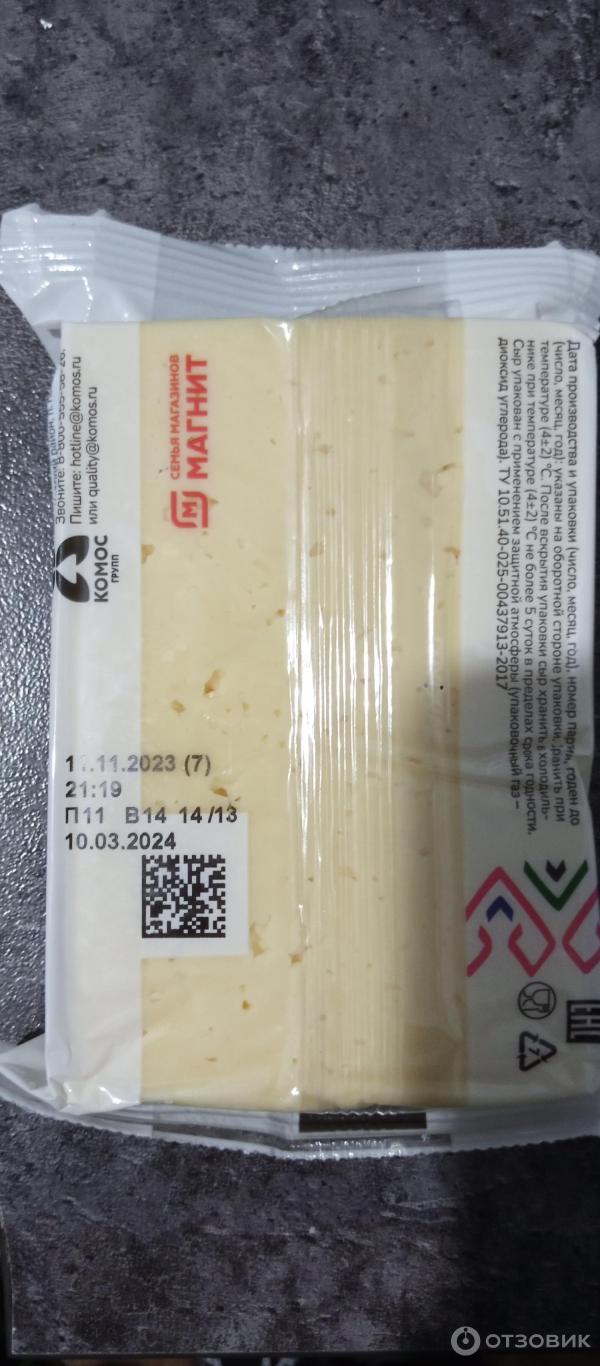 Дата производства и упаковки (число, месяц, год), номер партии, годен до
(число, месяц, год): указаны на оборотной стороне упаковки. Хранить при
температуре (4±2) °С. После вскрытия упаковки сыр хранить в холодиль-
нике при температуре (4±2) °С не более 5 суток в пределах срока годности.
Сыр упакован с применением защитной атмосферы (упаковочный газ –
диоксид углерода). ТУ 10.51.40-025-00437913-2017
СЕМЬЯ МАГАЗИНОВ
МАГНИТ
Звоните:
Пишите: hotline@komos.ru
или quality@komos.ru
КОМОС
ГРУПП
.11.2023 (7)
21:19
П11 В14 14/13
10.03.2024
EAC
7
ОТЗОВИК